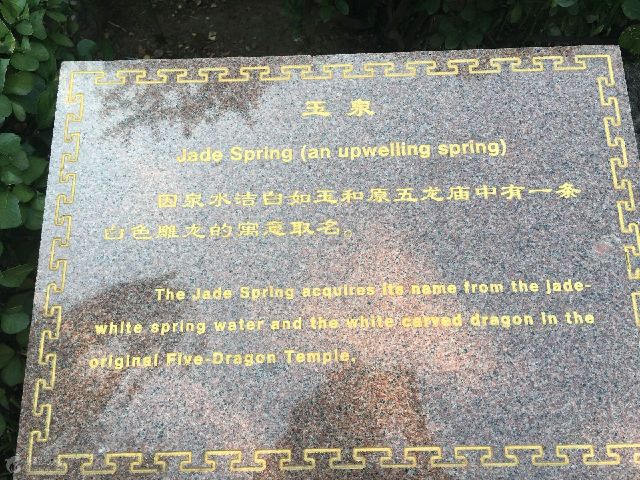 玉泉
Jade Spring (an upwelling spring)
因泉水洁白如玉和原五龙庙中有一条
白色雕龙的寓意取名。
The Jade Spring acquires its name from the jade-
white spring water and the white carved dragon in the
original Five-Dragon Temple.